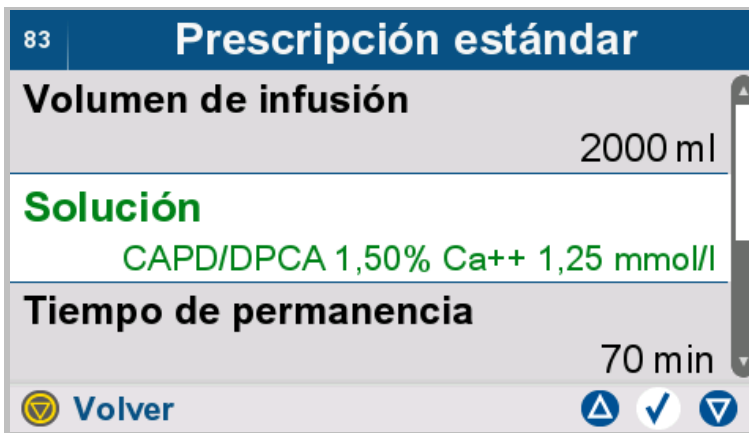 83
Prescripción estándar
Volumen de infusión
2000 ml
Solución
CAPD/DPCA 1,50% Ca++ 1,25 mmol/l
Tiempo de permanencia
70 min
Volver